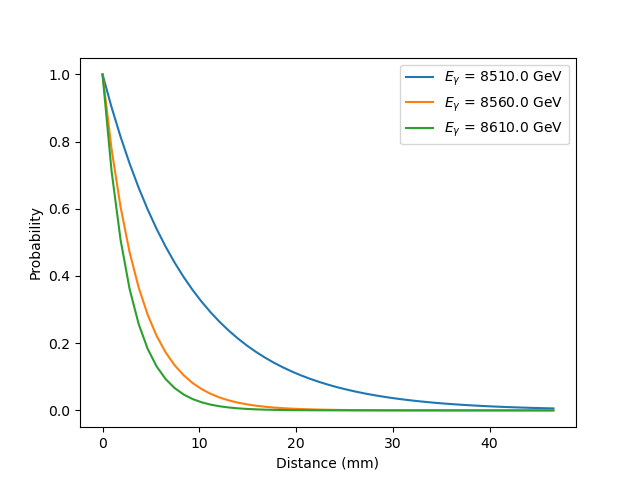 E_γ = 8510.0 GeV
E_γ = 8560.0 GeV
E_γ = 8610.0 GeV
1.0
0.8
0.6
0.4
0.2
0.0
Probability
0 10 20 30 40
Distance (mm)